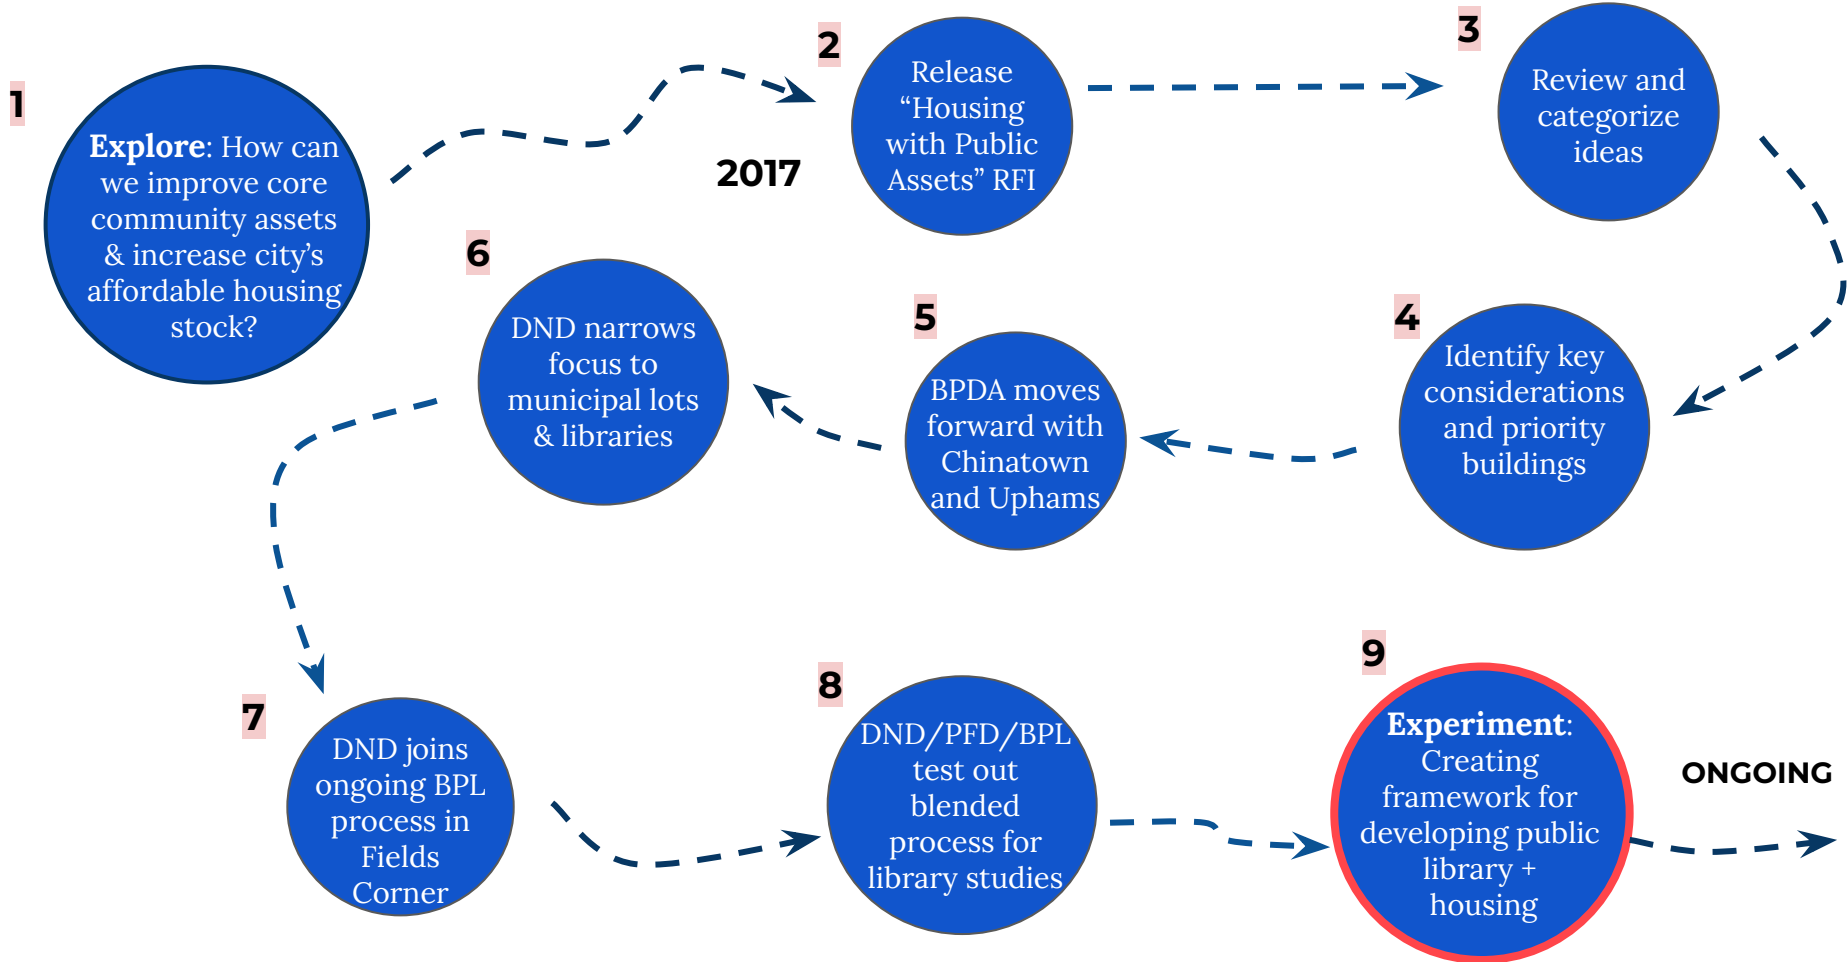 1
Explore: How can
we improve core
community assets
& increase city’s
affordable housing
stock?
2017
2
Release
“Housing
with Public
Assets” RFI
3
Review and
categorize
ideas
4
Identify key
considerations
and priority
buildings
5
BPDA moves
forward with
Chinatown
and Uphams
6
DND narrows
focus to
municipal lots
& libraries
7
DND joins
ongoing BPL
process in
Fields
Corner
8
DND/PFD/BPL
test out
blended
process for
library studies
9
Experiment:
Creating
framework for
developing public
library +
housing
ONGOING